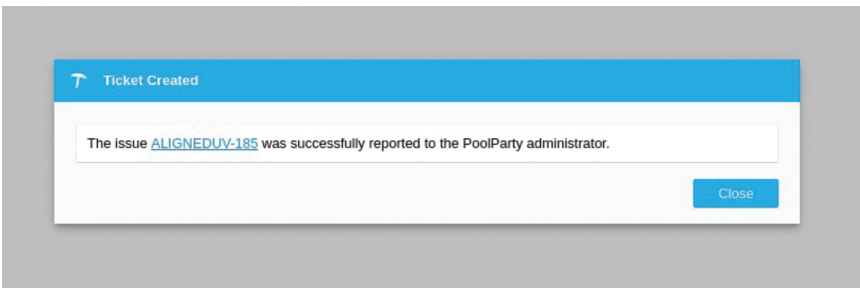 Ticket Created
The issue ALIGNEDUV-185 was successfully reported to the PoolParty administrator.
Close